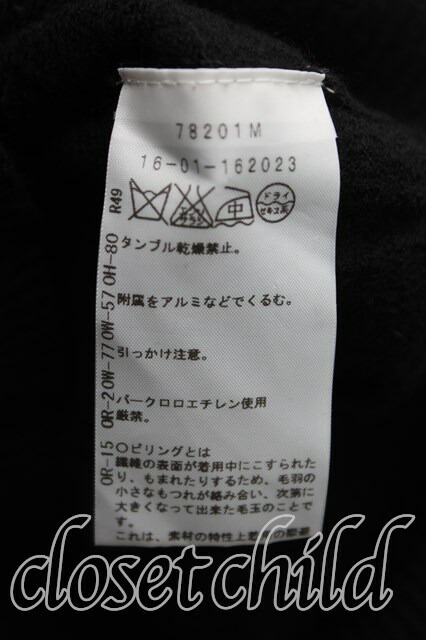 78201M
16-01-162023
サラシ
中
ドライ
セキユ系
タンブル乾燥禁止。
附属をアルミなどでくるむ。
引っかけ注意。
パークロロエチレン使用
厳禁。
○ピリングとは
繊維の表面が着用中にこすられた
り、もまれたりするため、毛羽の
小さなもつれが絡み合い、次第に
大きくなって出来た毛玉のことで
す。
これは、素材の特性上着
R49
OR-15 OR-20W-770W-570H-80
closetchild